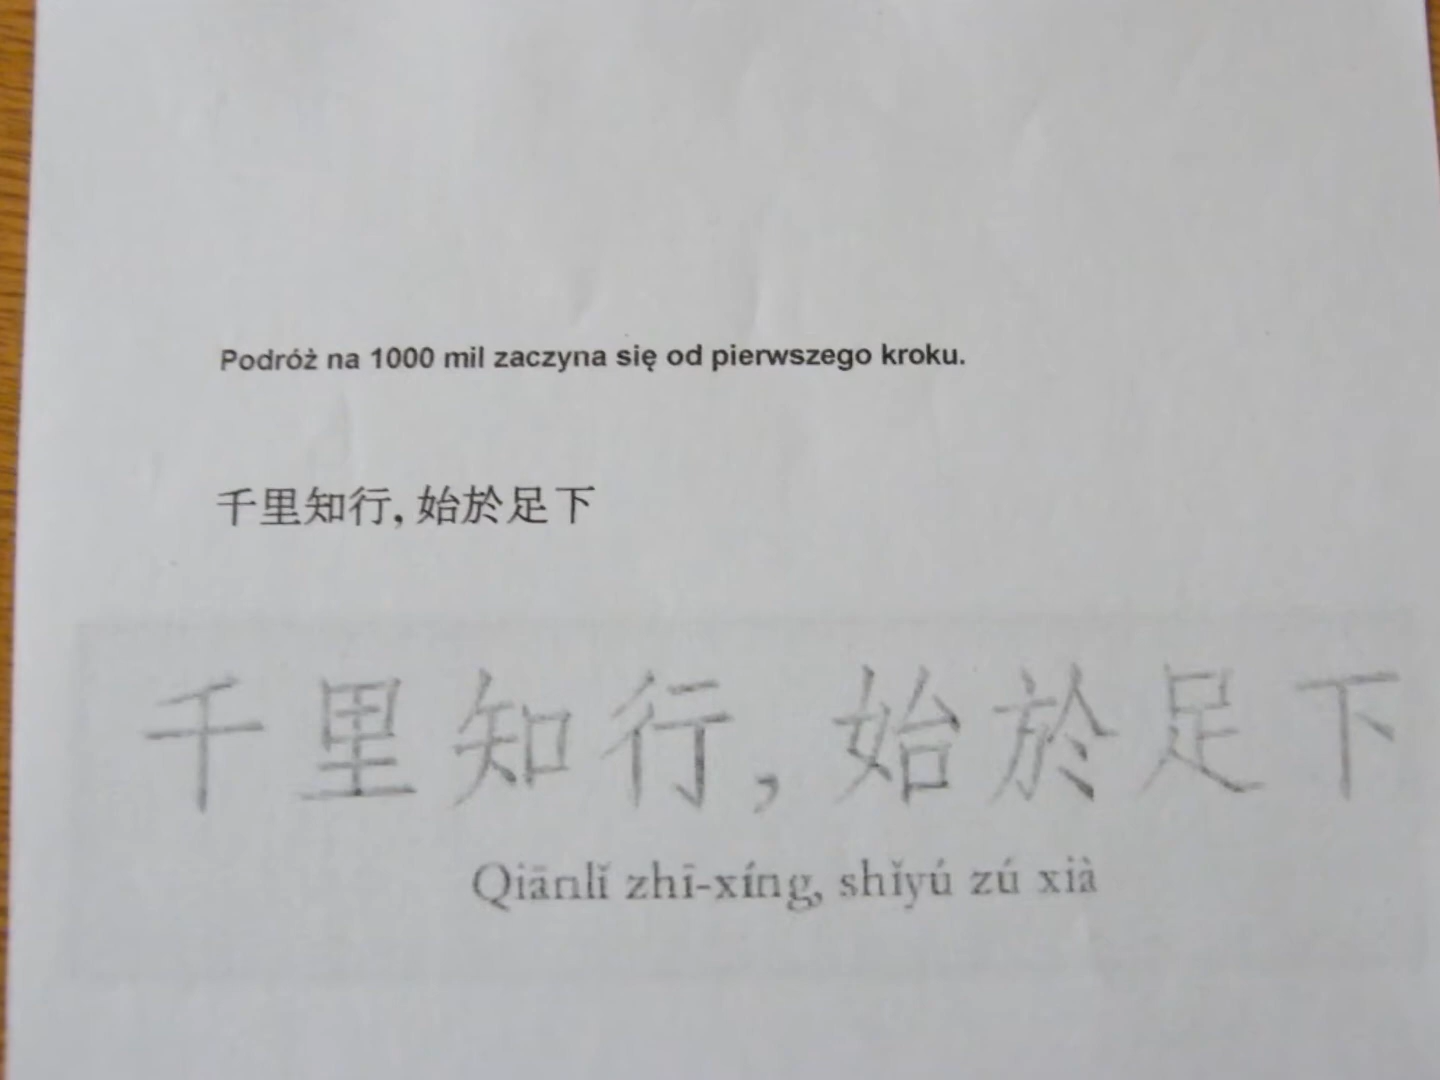 Podróż na 1000 mil zaczyna się od pierwszego kroku.
千里知行, 始於足下
千里知行, 始於足下
Qiānlǐ zhī-xíng, shǐyú zú xià